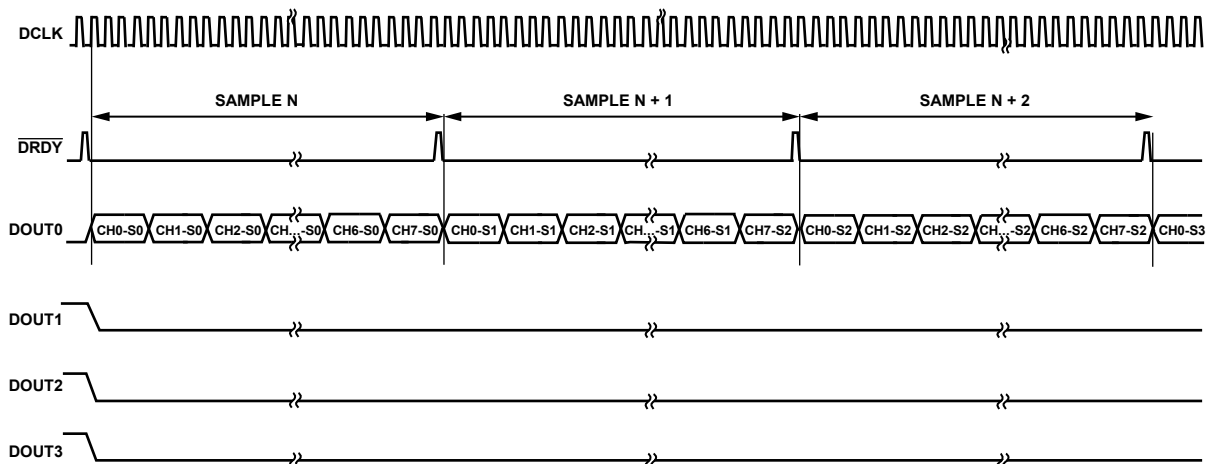 DCLK
SAMPLE N SAMPLE N + 1 SAMPLE N + 2
DRDY
DOUT0 CH0-S0 CH1-S0 CH2-S0 CH...-S0 CH6-S0 CH7-S0 CH0-S1 CH1-S1 CH2-S1 CH...-S1 CH6-S1 CH7-S2 CH0-S2 CH1-S2 CH2-S2 CH...-S2 CH6-S2 CH7-S2 CH0-S3
DOUT1
DOUT2
DOUT3